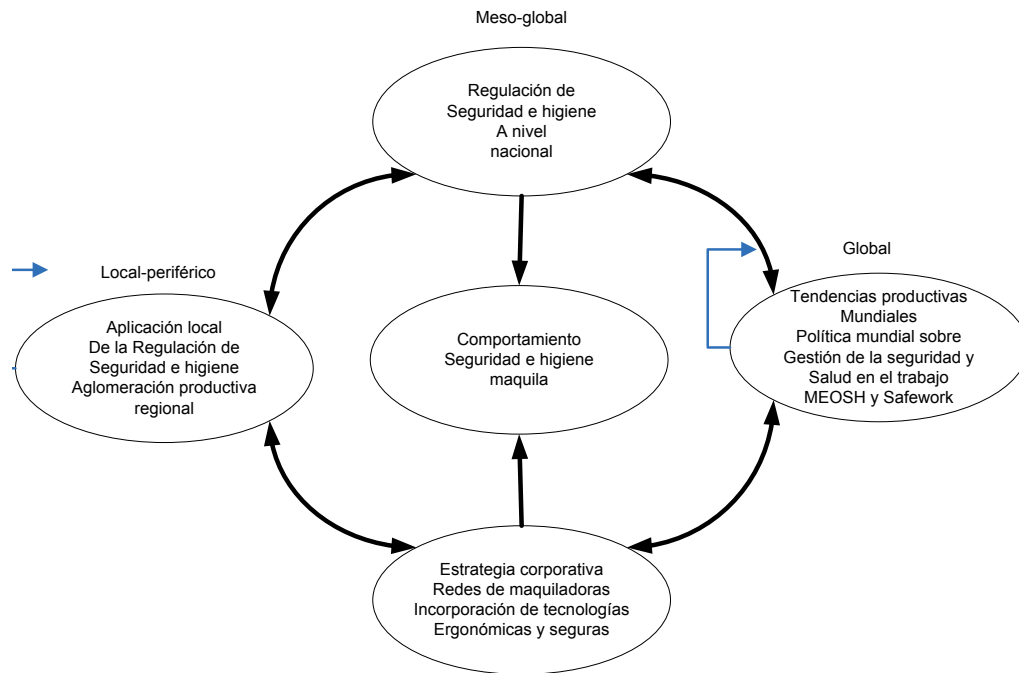 Meso-global
Regulación de
Seguridad e higiene
A nivel
nacional
Local-periférico
Aplicación local
De la Regulación de
Seguridad e higiene
Aglomeración productiva
regional
Comportamiento
Seguridad e higiene
maquila
Global
Tendencias productivas
Mundiales
Política mundial sobre
Gestión de la seguridad y
Salud en el trabajo
MEOSH y Safework
Estrategia corporativa
Redes de maquiladoras
Incorporación de tecnologías
Ergonómicas y seguras